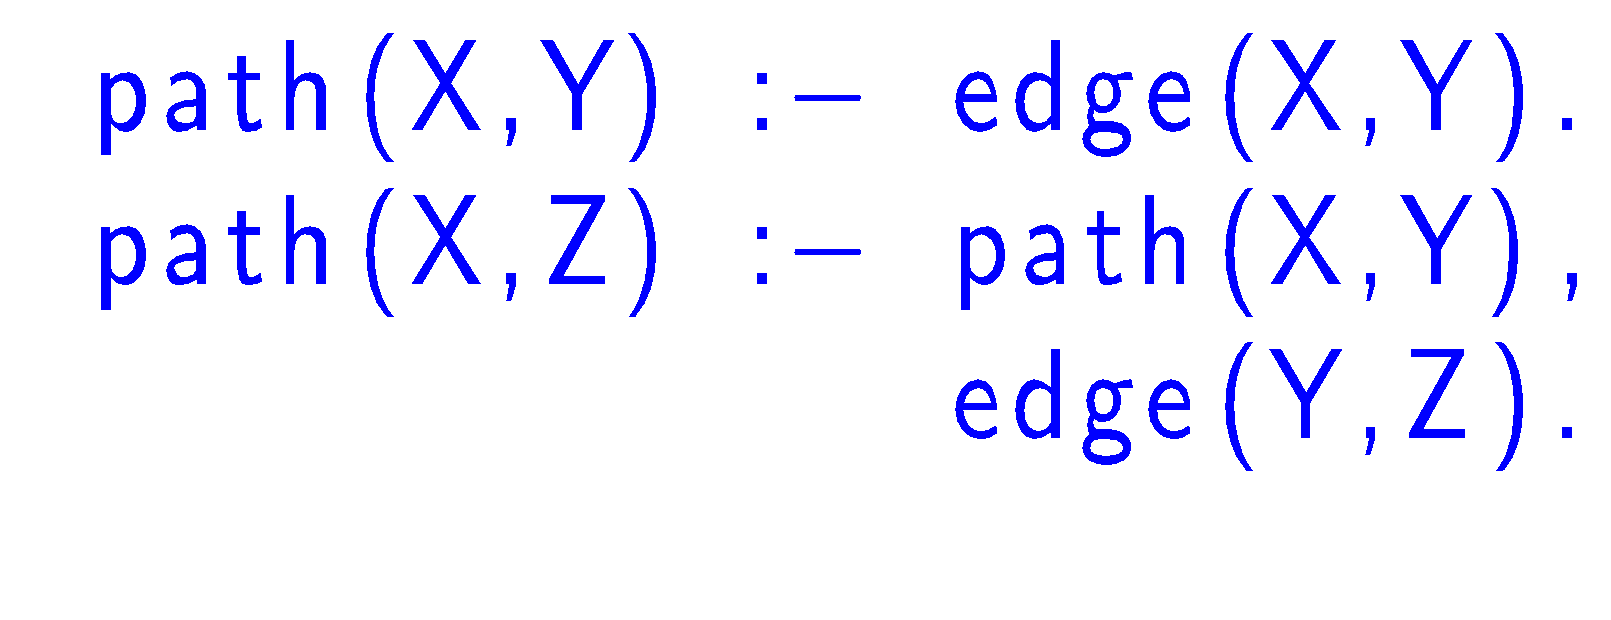 path(X,Y) :- edge(X,Y).
path(X,Z) :- path(X,Y),
edge(Y,Z).